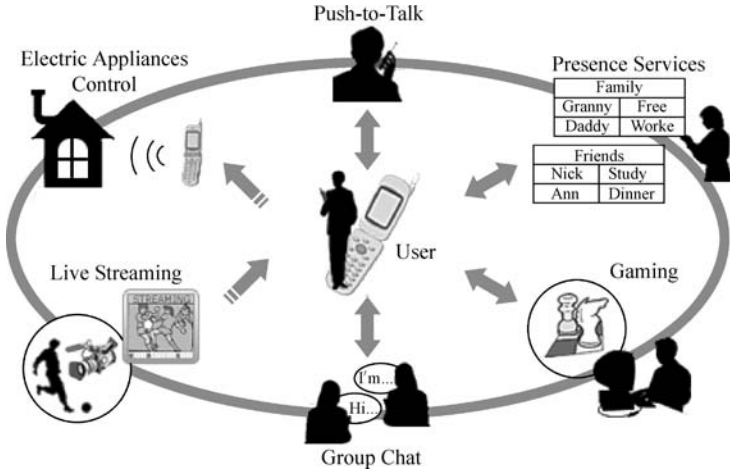 Push-to-Talk
Electric Appliances
Control
Presence Services
Family
Granny Free
Daddy Worke
Friends
Nick Study
Ann Dinner
User
Live Streaming
STREAMING
Gaming
I'm...
Hi...
Group Chat